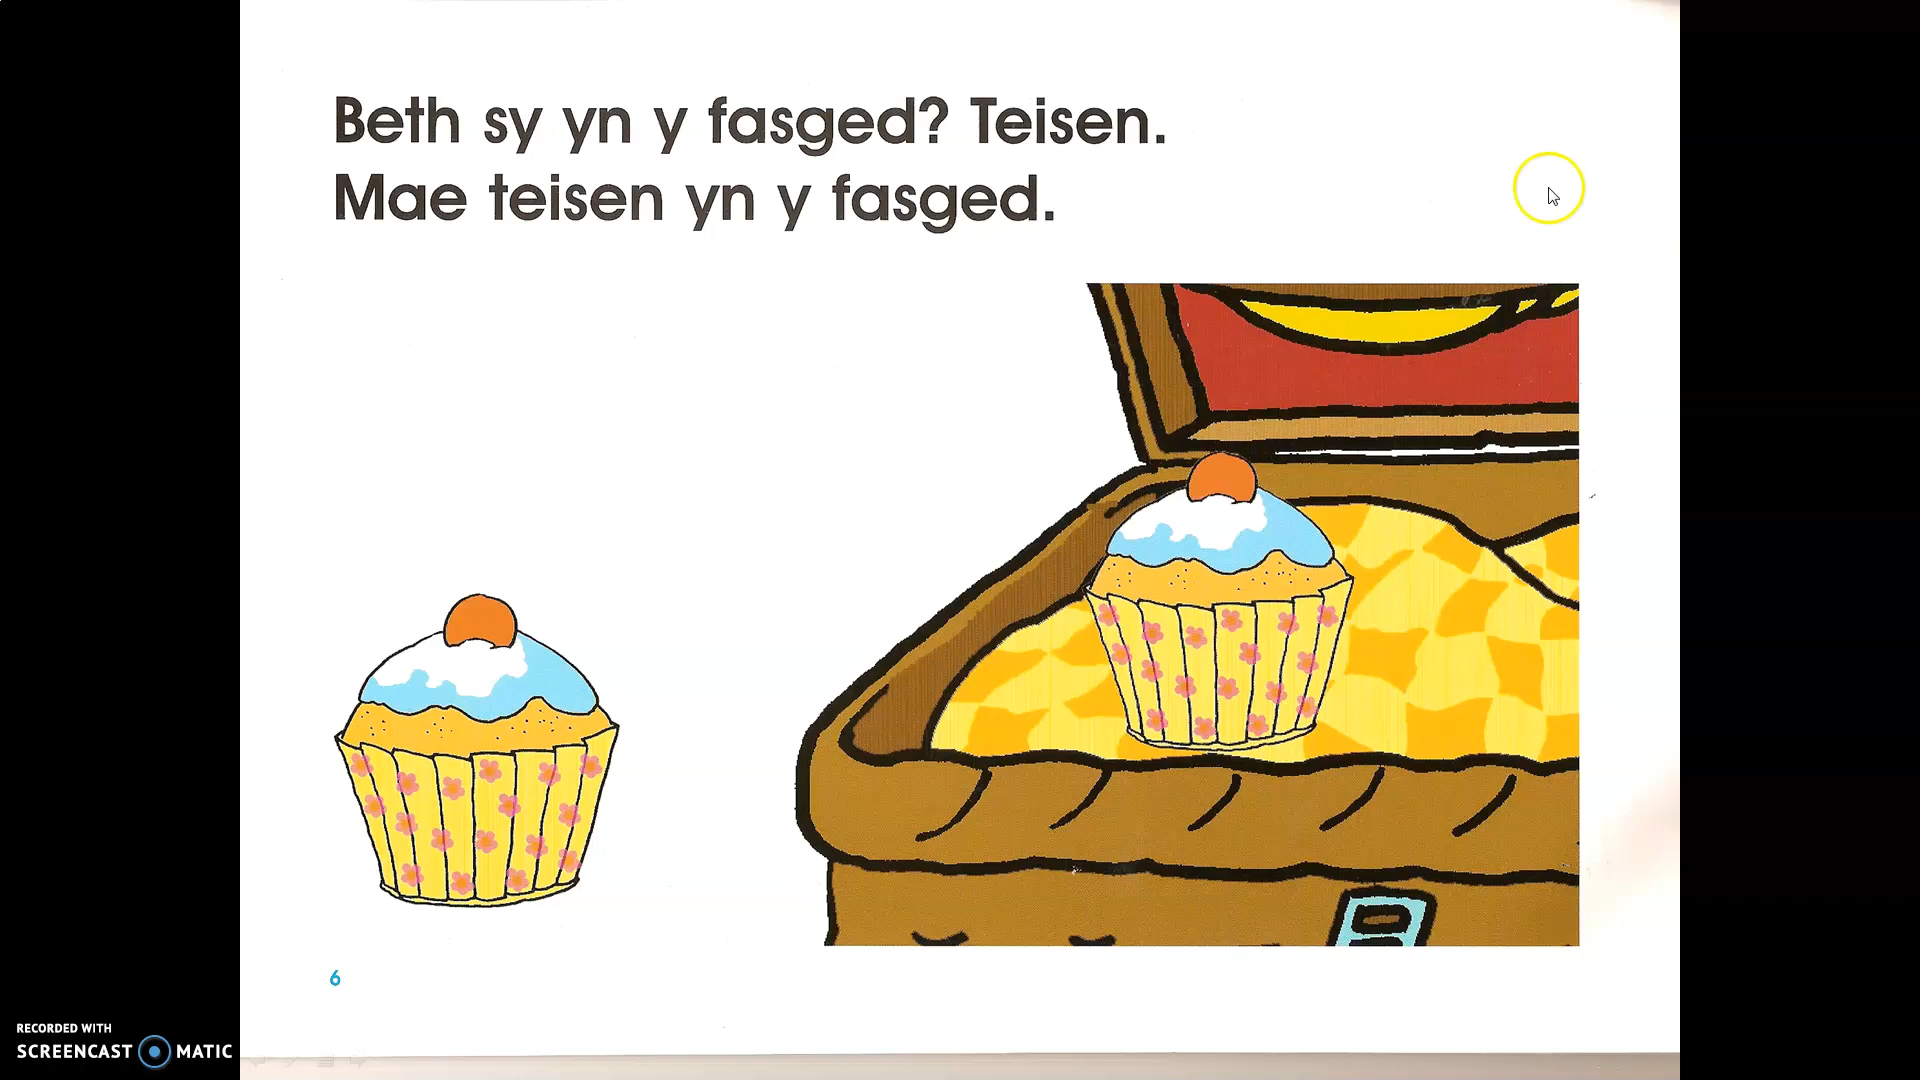 Beth sy yn y fasged? Teisen.
Mae teisen yn y fasged.
6
RECORDED WITH
SCREENCAST MATIC